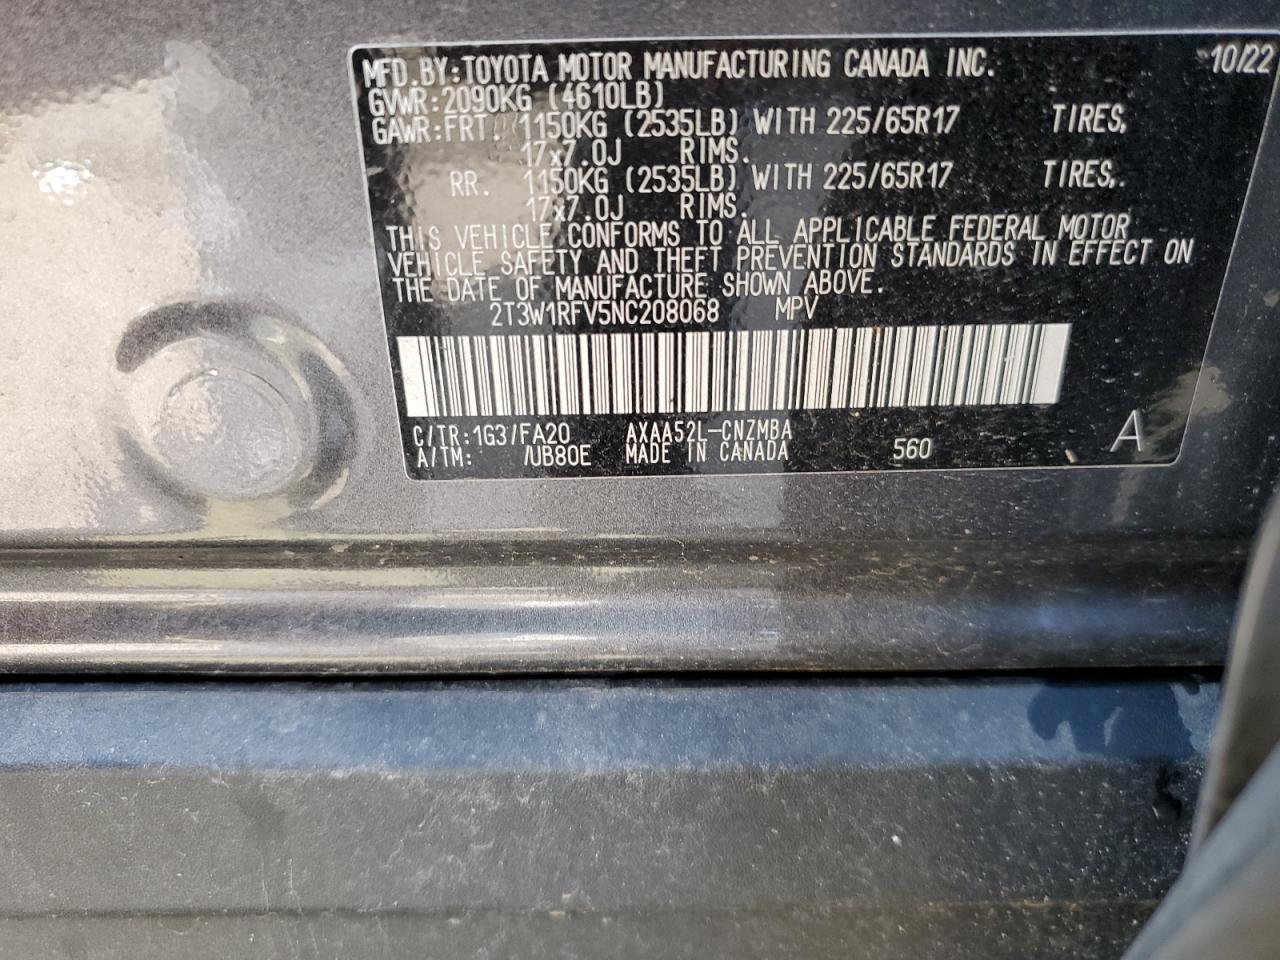 MFD.BY:TOYOTA MOTOR MANUFACTURING CANADA INC. 10/22
GVWR:2090KG (4610LB)
GAWR:FRT. 1150KG (2535LB) WITH 225/65R17 TIRES,
17x7.0J RIMS.
RR. 1150KG (2535LB) WITH 225/65R17 TIRES,.
17x7.0J RIMS.
THIS VEHICLE CONFORMS TO ALL APPLICABLE FEDERAL MOTOR
VEHICLE SAFETY AND THEFT PREVENTION STANDARDS IN EFFECT ON
THE DATE OF MANUFACTURE SHOWN ABOVE.
2T3W1RFV5NC208068 MPV
C/TR:1G3/FA20 AXAA52L-CNZMBA
A/TM: /UB80E MADE IN CANADA 560 A